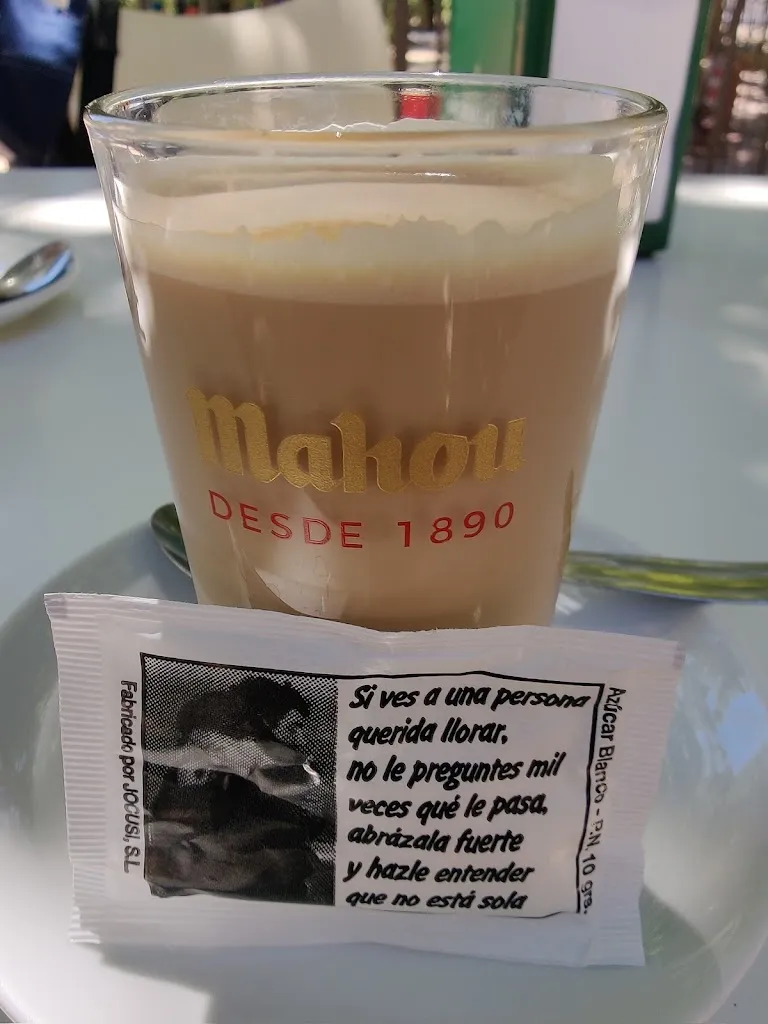 Mahou
DESDE 1890
Fabricado por JOCUSI, S.L.
Si ves a una persona
querida llorar,
no le preguntes mil
veces qué le pasa,
abrázala fuerte
y hazle entender
que no está sola
Azúcar Blanco - P.N. 10 grs.